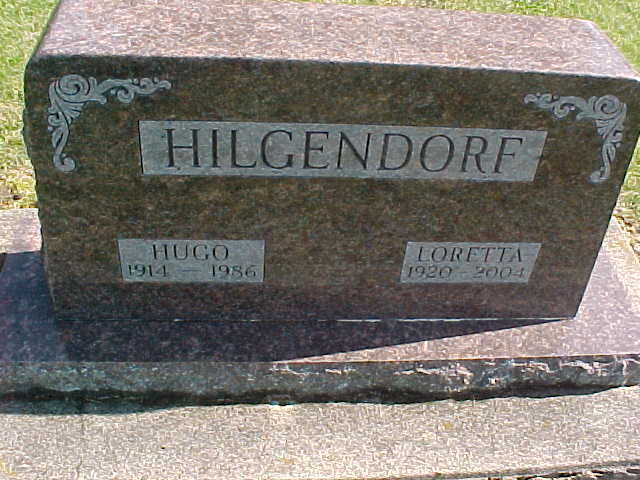 HILGENDORF
HUGO
1914 — 1986
LORETTA
1920 - 2004